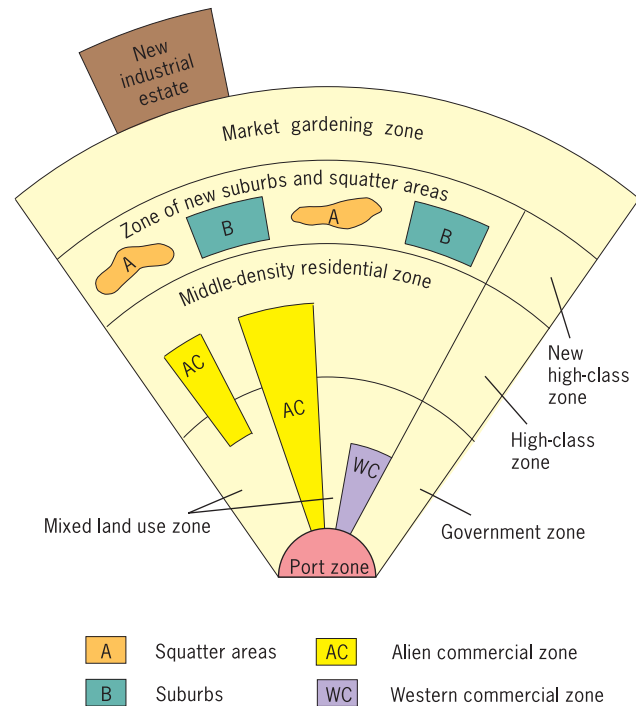 New
industrial
estate
Market gardening zone
Zone of new suburbs and squatter areas
A
B
A
B
Middle-density residential zone
AC
AC
WC
New
high-class
zone
High-class
zone
Mixed land use zone
Government zone
Port zone
A Squatter areas
AC Alien commercial zone
B Suburbs
WC Western commercial zone